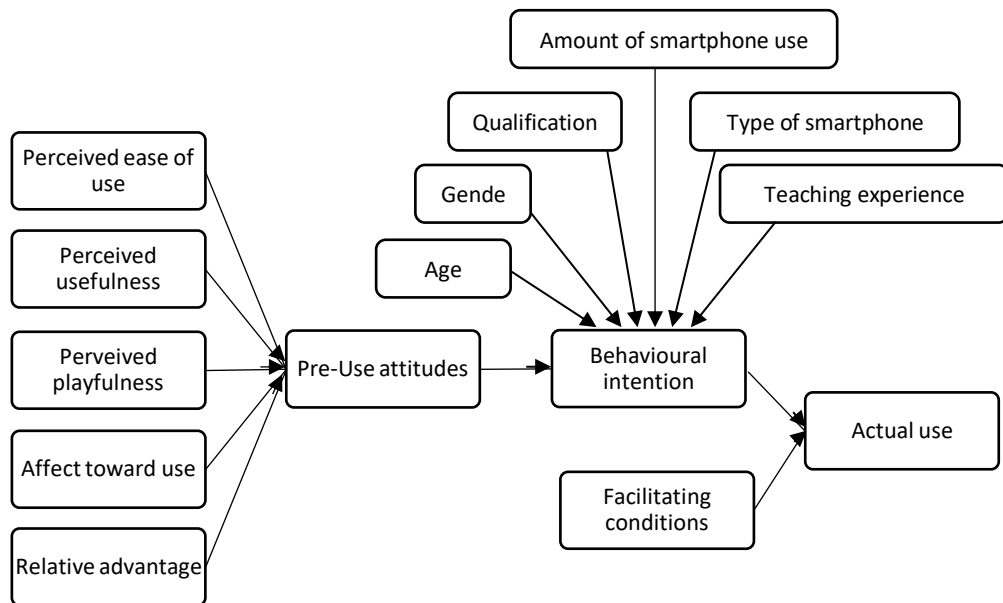 Amount of smartphone use
Qualification
Type of smartphone
Perceived ease of
use
Gende
Teaching experience
Perceived
usefulness
Age
Perveived
playfulness
Pre-Use attitudes
Behavioural
intention
Affect toward use
Actual use
Facilitating
conditions
Relative advantage